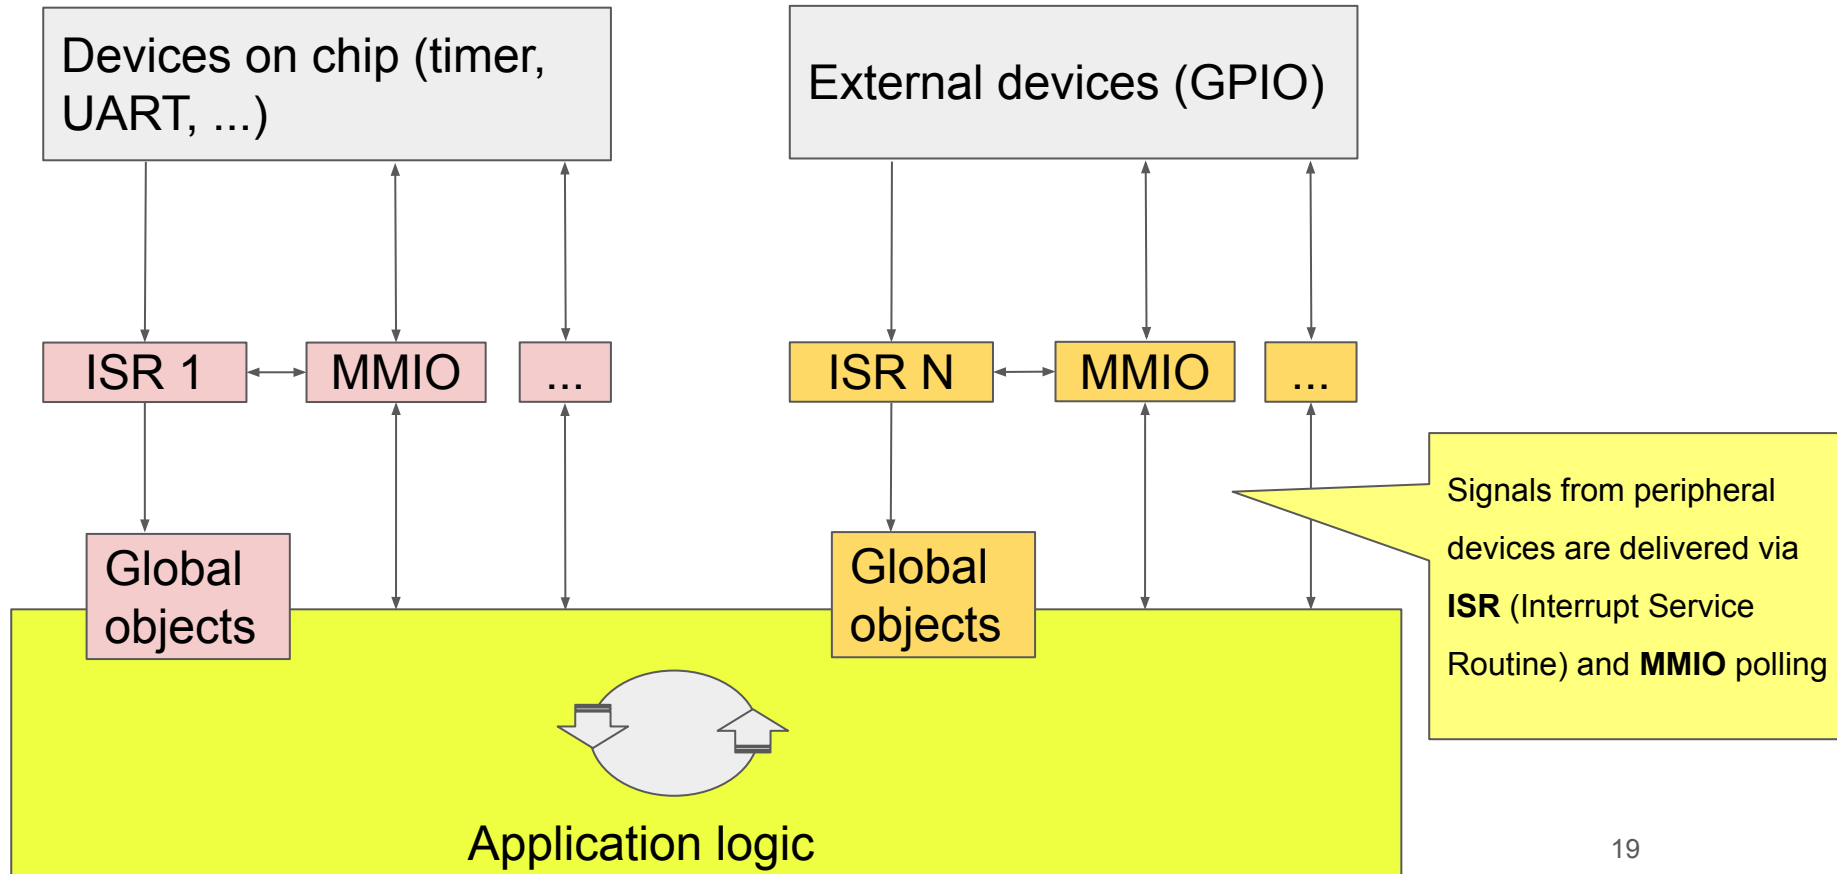 Devices on chip (timer,
UART, ...)
External devices (GPIO)
ISR 1
MMIO
...
ISR N
MMIO
...
Signals from peripheral
devices are delivered via
ISR (Interrupt Service
Routine) and MMIO polling
Global
objects
Global
objects
Application logic
19